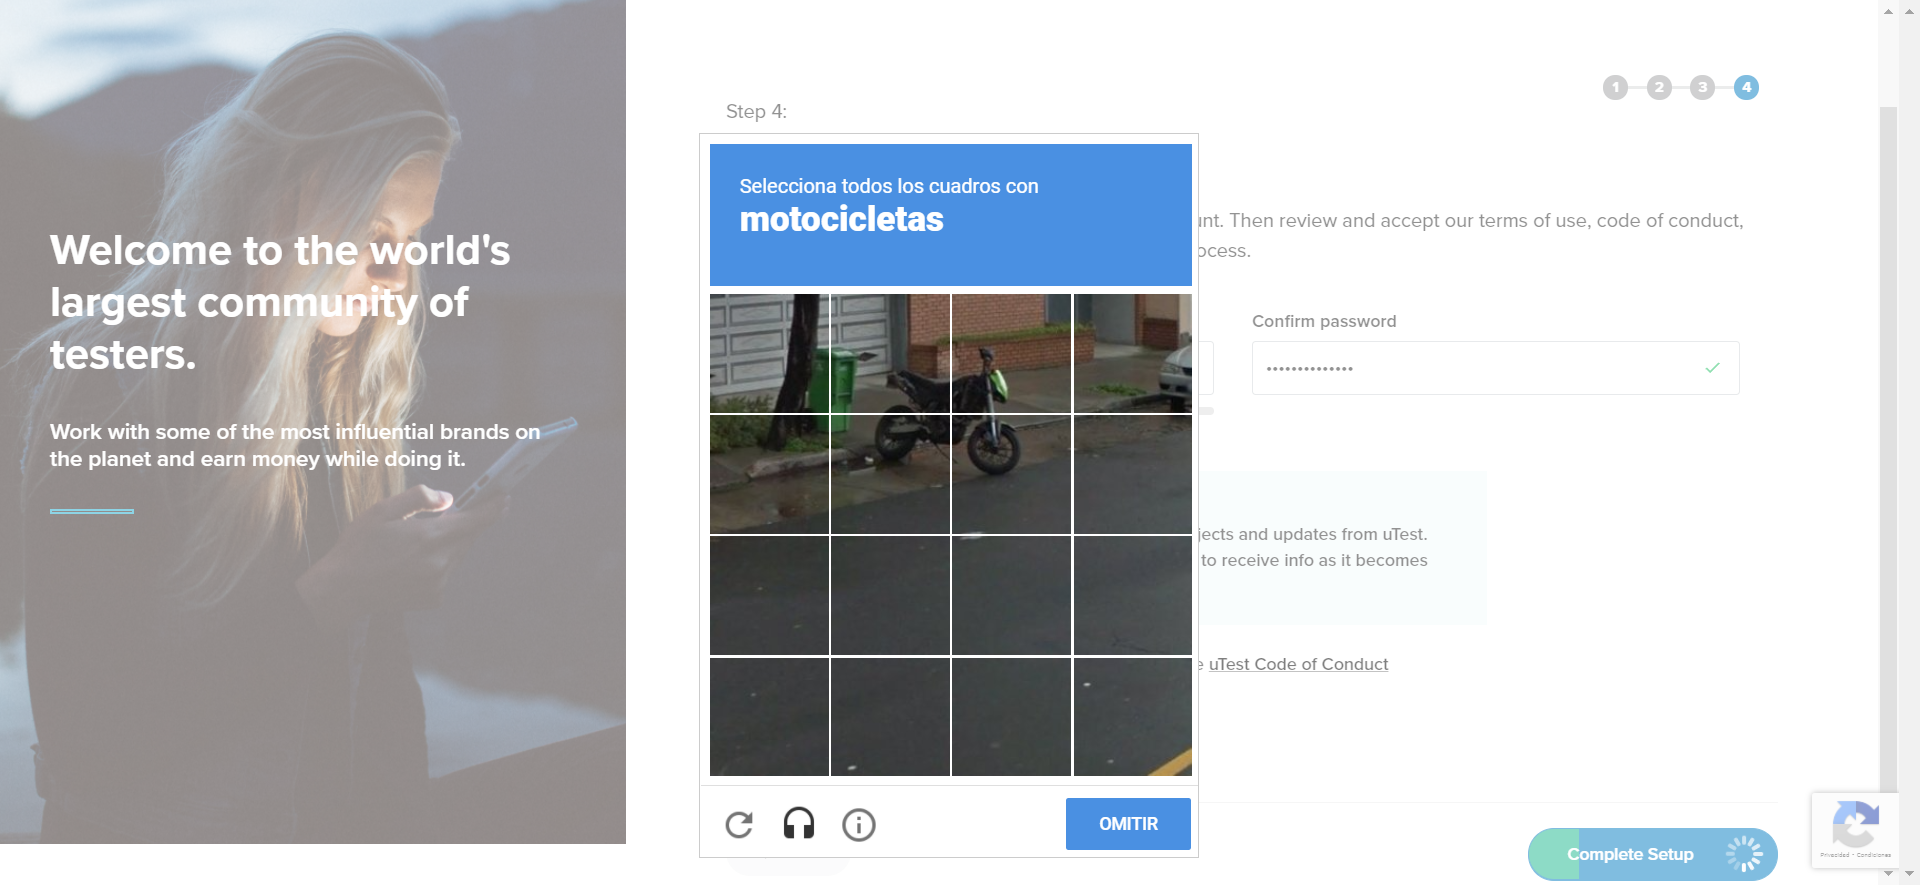 1 2 3 4
Step 4:
Welcome to the world's
largest community of
testers.
Work with some of the most influential brands on
the planet and earn money while doing it.
Selecciona todos los cuadros con
motocicletas
unt. Then review and accept our terms of use, code of conduct,
ocess.
Confirm password
jects and updates from uTest.
to receive info as it becomes
e uTest Code of Conduct
OMITIR
Complete Setup
Privacidad - Condiciones